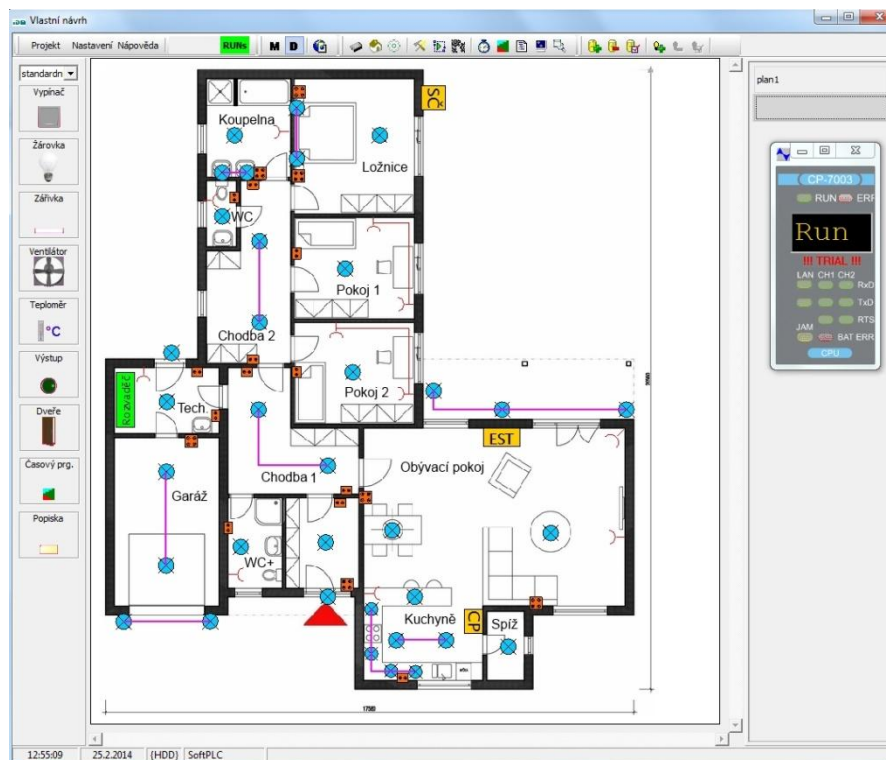 Vlastní návrh
Projekt Nastavení Nápověda
RUNs
M D
standardn
Vypínač
Žárovka
Zářivka
Ventilátor
Teploměr
°C
Výstup
Dveře
Časový prg.
Popiska
Koupelna
SČ
Ložnice
WC
Pokoj 1
Chodba 2
Pokoj 2
Rozvaděč
Tech.
EST
Obývací pokoj
Chodba 1
Garáž
WC+
Kuchyně
CP
Spíž
plan1
CP-7003
RUN ERR
Run
!!! TRIAL !!!
LAN CH1 CH2
RxD
TxD
RTS
JAM
BAT ERR
CPU
12:55:09 25.2.2014 (HDD) SoftPLC